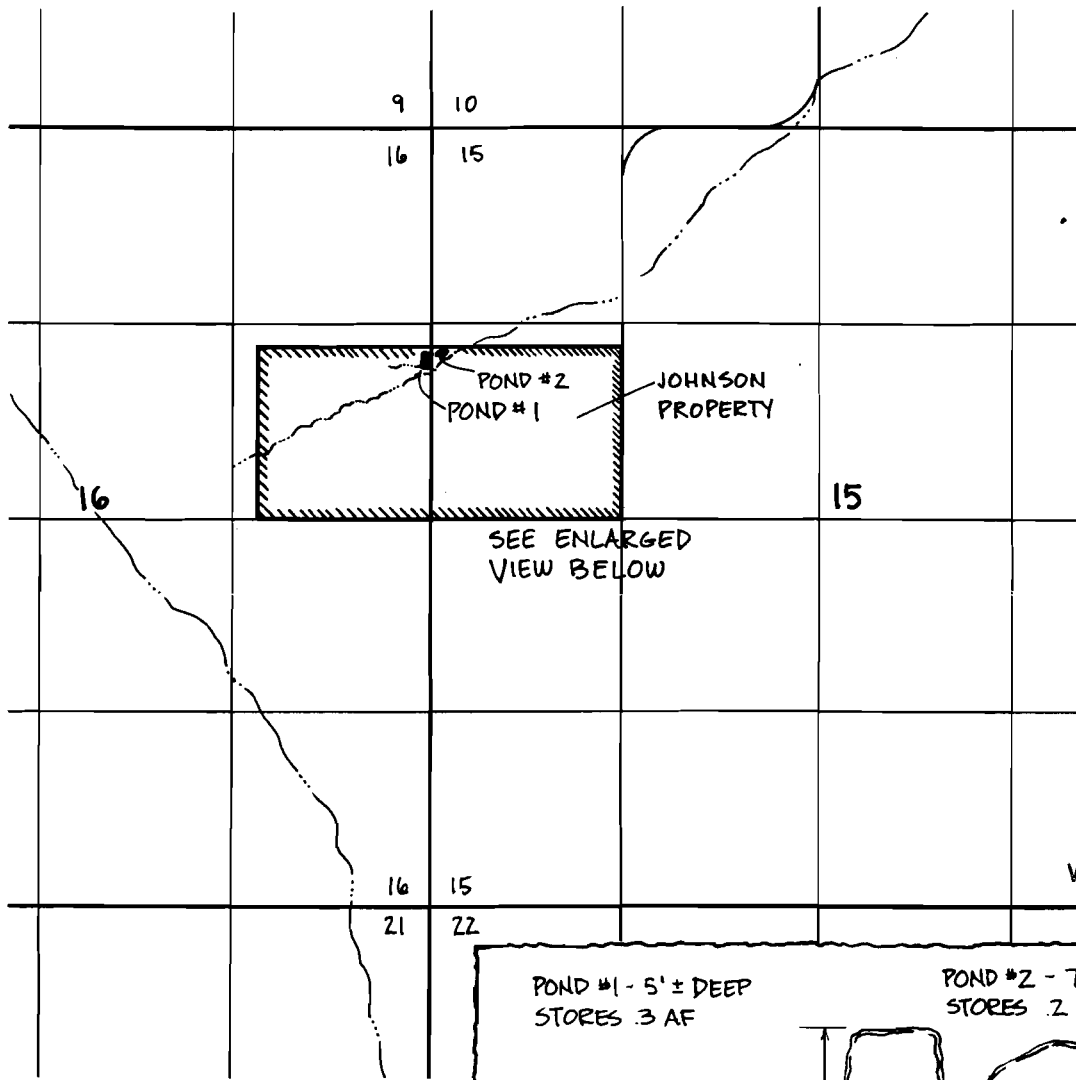 9 10
16 15
POND #2
POND #1
JOHNSON
PROPERTY
16
15
SEE ENLARGED
VIEW BELOW
16 15
21 22
POND #1 - 5' ± DEEP
STORES .3 AF
POND #2 - 7
STORES .2